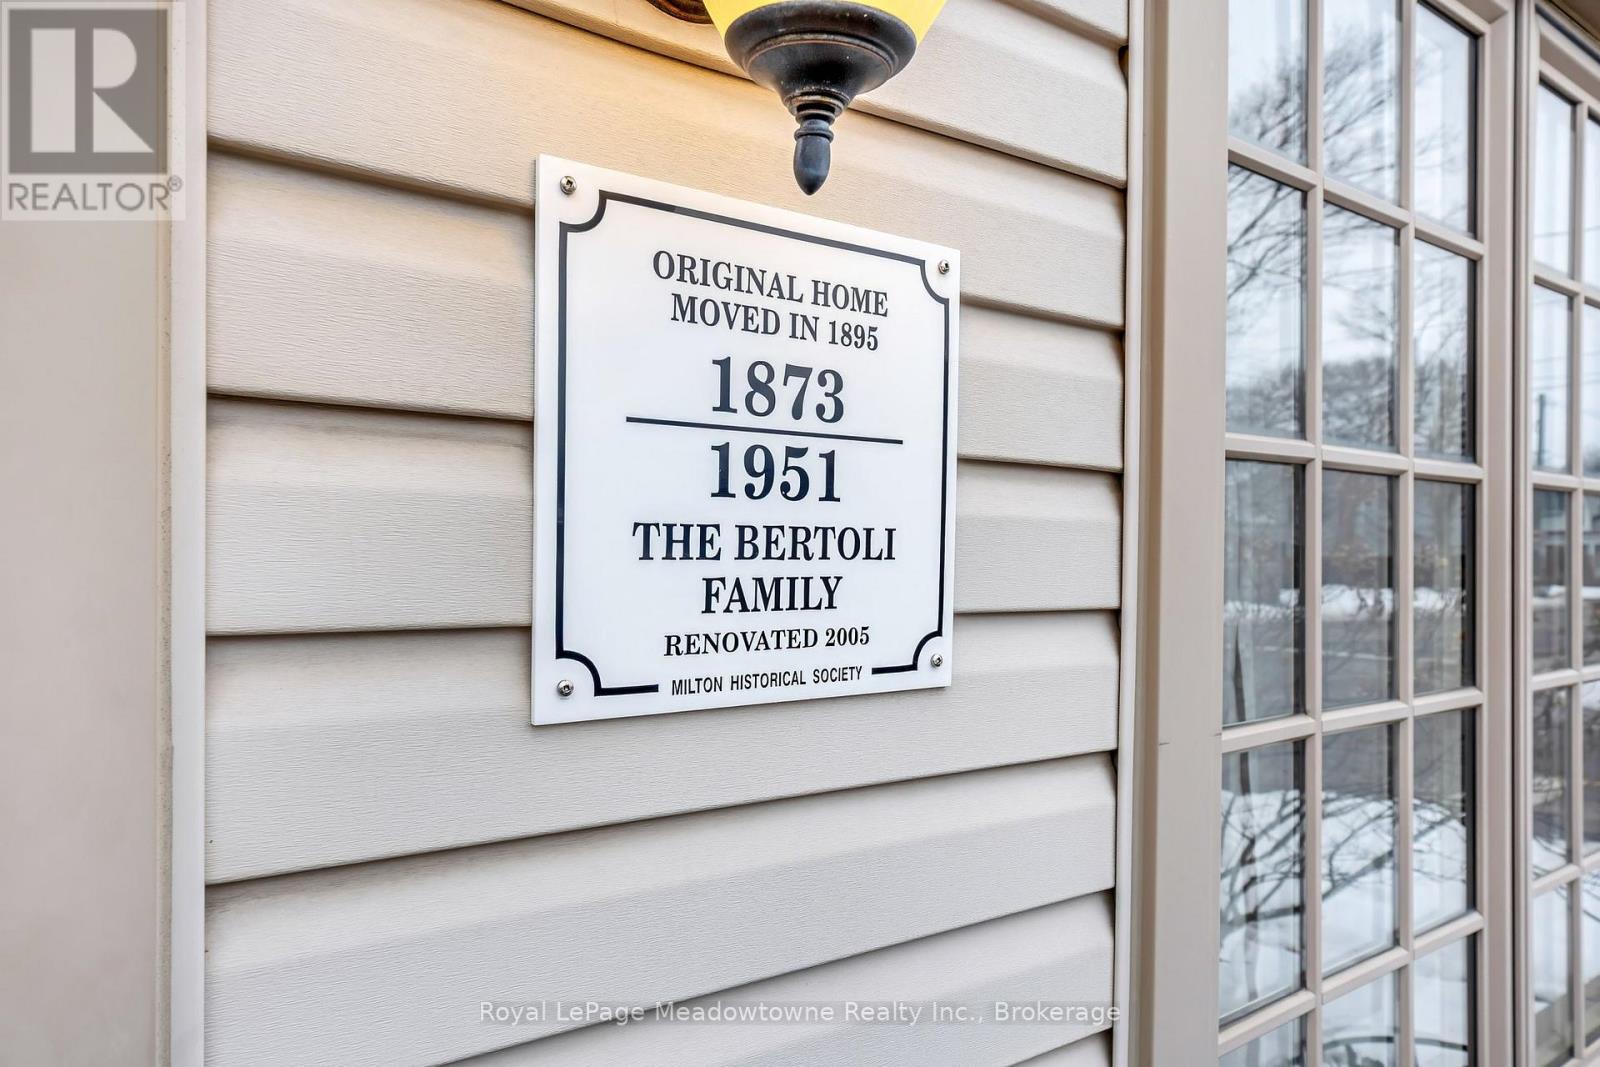 R
REALTOR®
ORIGINAL HOME
MOVED IN 1895
1873
1951
THE BERTOLI
FAMILY
RENOVATED 2005
MILTON HISTORICAL SOCIETY
Royal LePage Meadowtowne Realty Inc., Brokerage